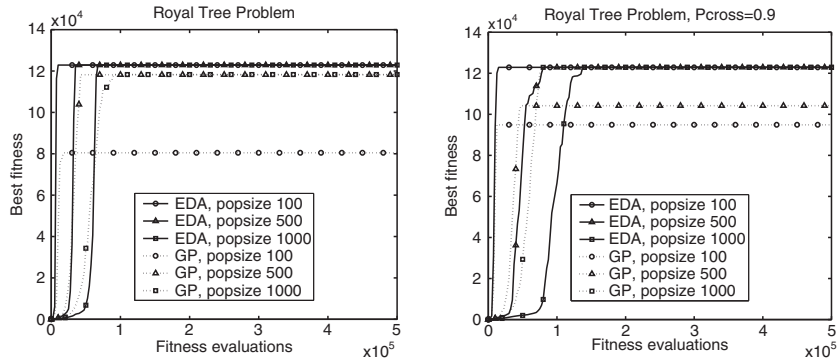 Royal Tree Problem
x10^4
14
12
10
8
6
4
2
0
Best fitness
EDA, popsize 100
EDA, popsize 500
EDA, popsize 1000
GP, popsize 100
GP, popsize 500
GP, popsize 1000
0 1 2 3 4 5
Fitness evaluations
x10^5
Royal Tree Problem, Pcross=0.9
x10^4
14
12
10
8
6
4
2
0
Best fitness
EDA, popsize 100
EDA, popsize 500
EDA, popsize 1000
GP, popsize 100
GP, popsize 500
GP, popsize 1000
0 1 2 3 4 5
Fitness evaluations
x10^5